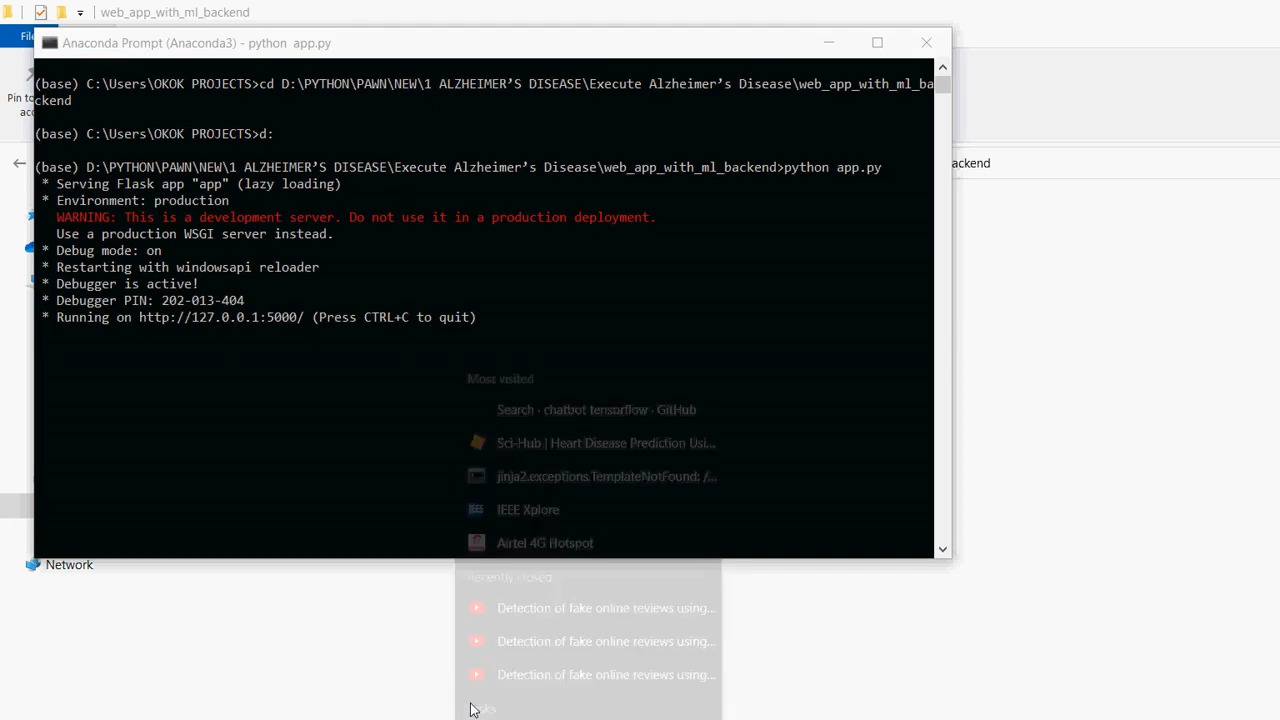 web_app_with_ml_backend
Fil
Anaconda Prompt (Anaconda3) - python  app.py
Pin to
acc
(base) C:\Users\OKOK PROJECTS>cd D:\PYTHON\PAWN\NEW\1 ALZHEIMER’S DISEASE\Execute Alzheimer’s Disease\web_app_with_ml_ba
ckend
(base) C:\Users\OKOK PROJECTS>d:
(base) D:\PYTHON\PAWN\NEW\1 ALZHEIMER’S DISEASE\Execute Alzheimer’s Disease\web_app_with_ml_backend>python app.py
ackend
* Serving Flask app "app" (lazy loading)
* Environment: production
WARNING: This is a development server. Do not use it in a production deployment.
Use a production WSGI server instead.
* Debug mode: on
* Restarting with windowsapi reloader
* Debugger is active!
* Debugger PIN: 202-013-404
* Running on http://127.0.0.1:5000/ (Press CTRL+C to quit)
Most visited
Search - chatbot tensorflow · GitHub
Sci-Hub | Heart Disease Prediction Usi...
jinja2.exceptions.TemplateNotFound: /...
IEEE Xplore
Airtel 4G Hotspot
Network
Recently closed
Detection of fake online reviews using...
Detection of fake online reviews using...
Detection of fake online reviews using...